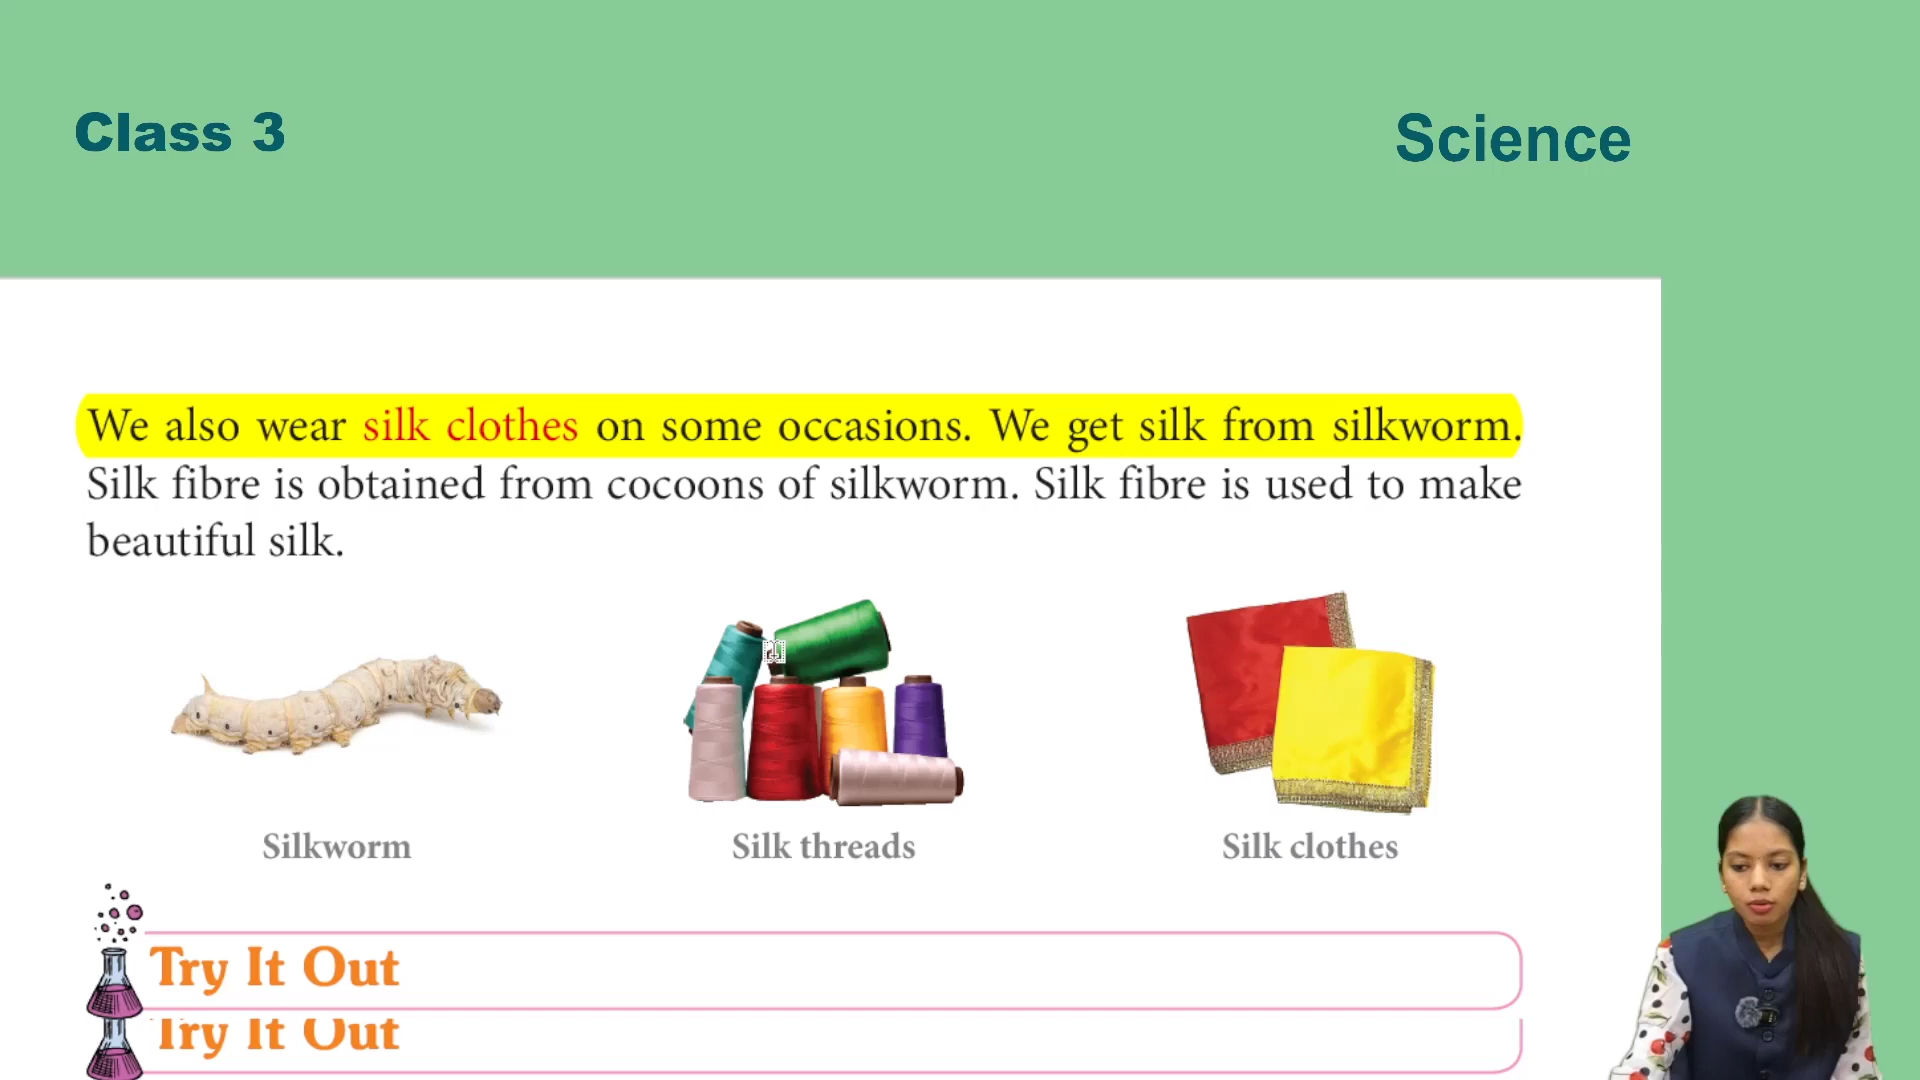 Class 3
Science
We also wear silk clothes on some occasions. We get silk from silkworm.
Silk fibre is obtained from cocoons of silkworm. Silk fibre is used to make
beautiful silk.
Silkworm
Silk threads
Silk clothes
Try It Out
Try It Out